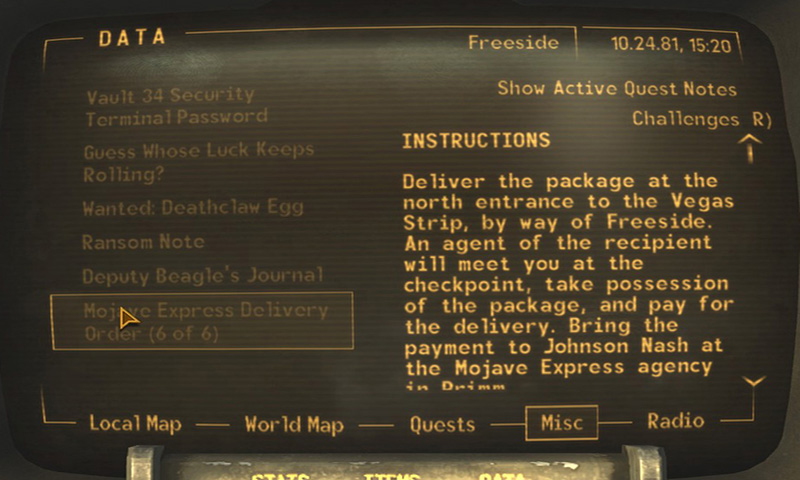 DATA
Freeside
10.24.81, 15:20
Vault 34 Security
Terminal Password
Guess Whose Luck Keeps
Rolling?
Wanted: Deathclaw Egg
Ransom Note
Deputy Beagle's Journal
Mojave Express Delivery
Order (6 of 6)
Show Active Quest Notes
Challenges R)
INSTRUCTIONS
Deliver the package at the
north entrance to the Vegas
Strip, by way of Freeside.
An agent of the recipient
will meet you at the
checkpoint, take possession
of the package, and pay for
the delivery. Bring the
payment to Johnson Nash at
the Mojave Express agency
in Primm
Local Map
World Map
Quests
Misc
Radio
STATS
ITEMS
DATA